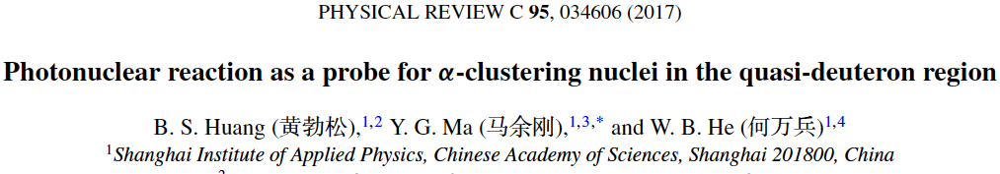 PHYSICAL REVIEW C 95, 034606 (2017)
Photonuclear reaction as a probe for α-clustering nuclei in the quasi-deuteron region
B. S. Huang (黄勃松),1,2 Y. G. Ma (马余刚),1,3,* and W. B. He (何万兵)1,4
1Shanghai Institute of Applied Physics, Chinese Academy of Sciences, Shanghai 201800, China